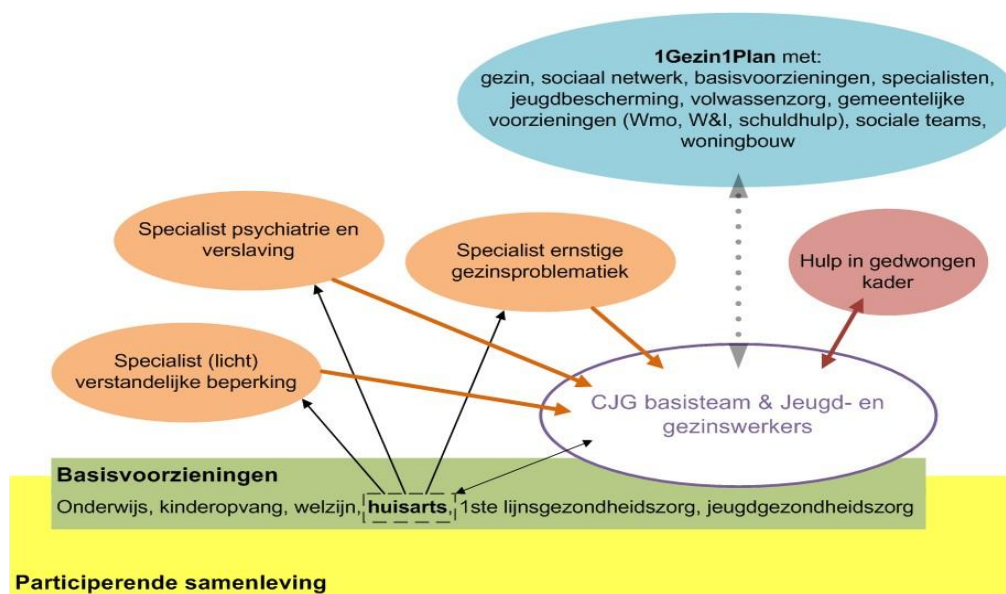 1Gezin1Plan met:
gezin, sociaal netwerk, basisvoorzieningen, specialisten,
jeugdbescherming, volwassenzorg, gemeentelijke
voorzieningen (Wmo, W&I, schuldhulp), sociale teams,
woningbouw
Specialist psychiatrie en
verslaving
Specialist ernstige
gezinsproblematiek
Hulp in gedwongen
kader
Specialist (licht)
verstandelijke beperking
CJG basisteam & Jeugd- en
gezinswerkers
Basisvoorzieningen
Onderwijs, kinderopvang, welzijn, huisarts, 1ste lijnsgezondheidszorg, jeugdgezondheidszorg
Participerende samenleving